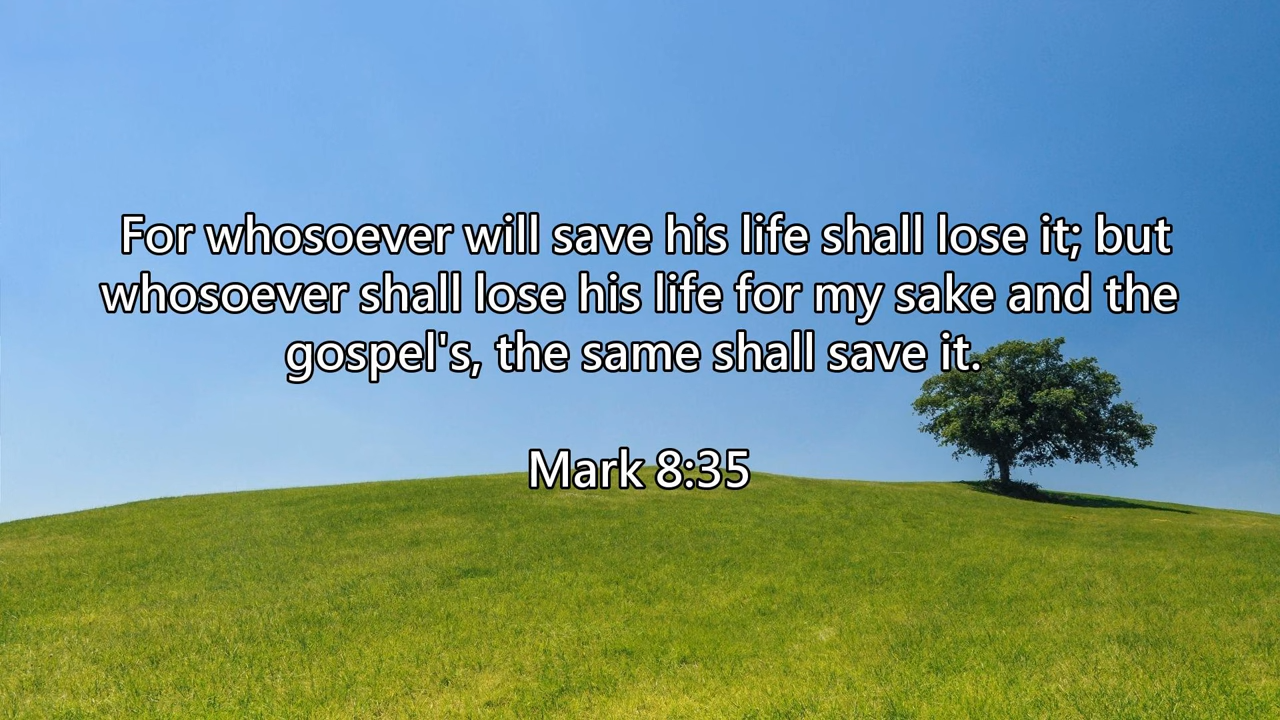 For whosoever will save his life shall lose it; but
whosoever shall lose his life for my sake and the
gospel's, the same shall save it.
Mark 8:35